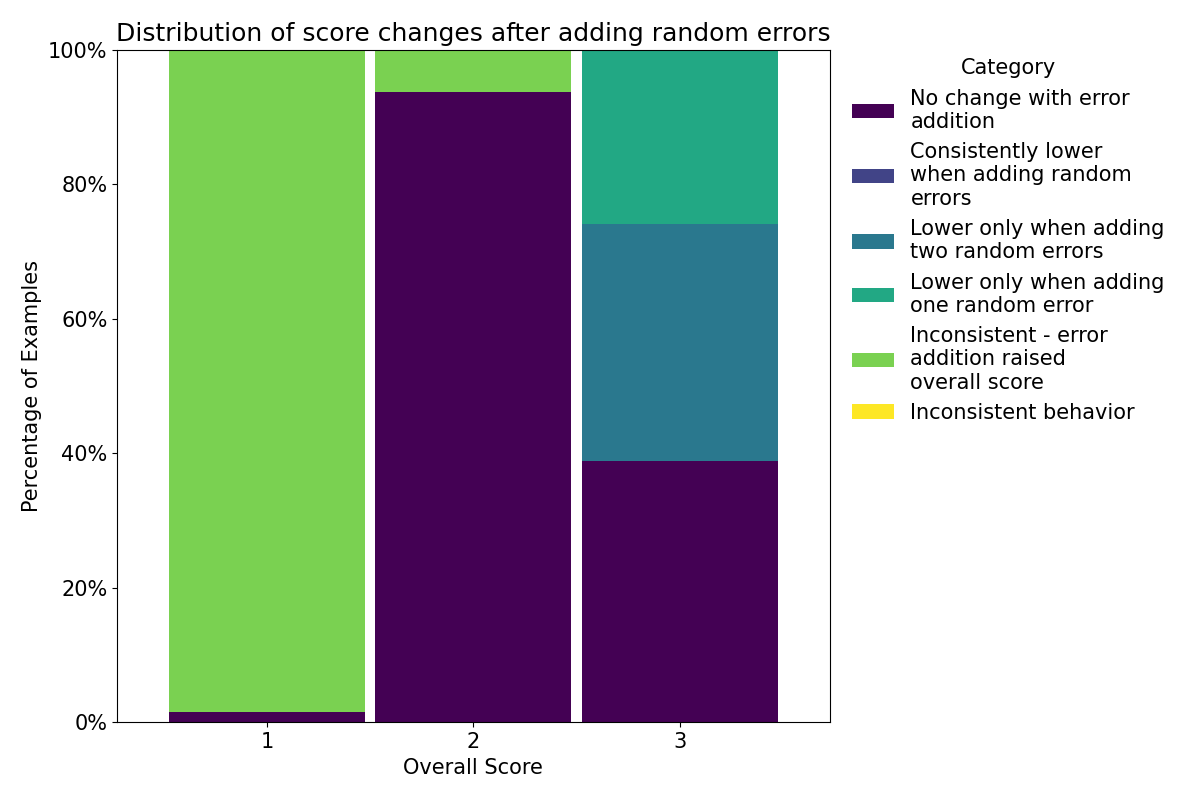 Distribution of score changes after adding random errors
100%
80%
60%
40%
20%
0%
Percentage of Examples
1
2
3
Overall Score
Category
No change with error
addition
Consistently lower
when adding random
errors
Lower only when adding
two random errors
Lower only when adding
one random error
Inconsistent - error
addition raised
overall score
Inconsistent behavior